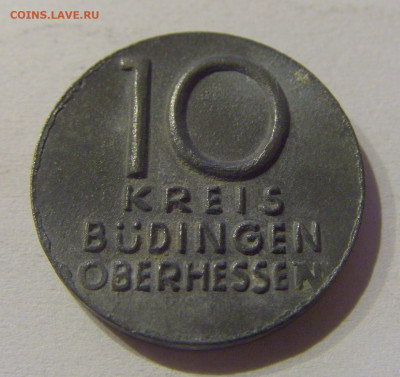 COINS.LAVE.RU
10
KREIS
BÜDINGEN
OBERHESSEN